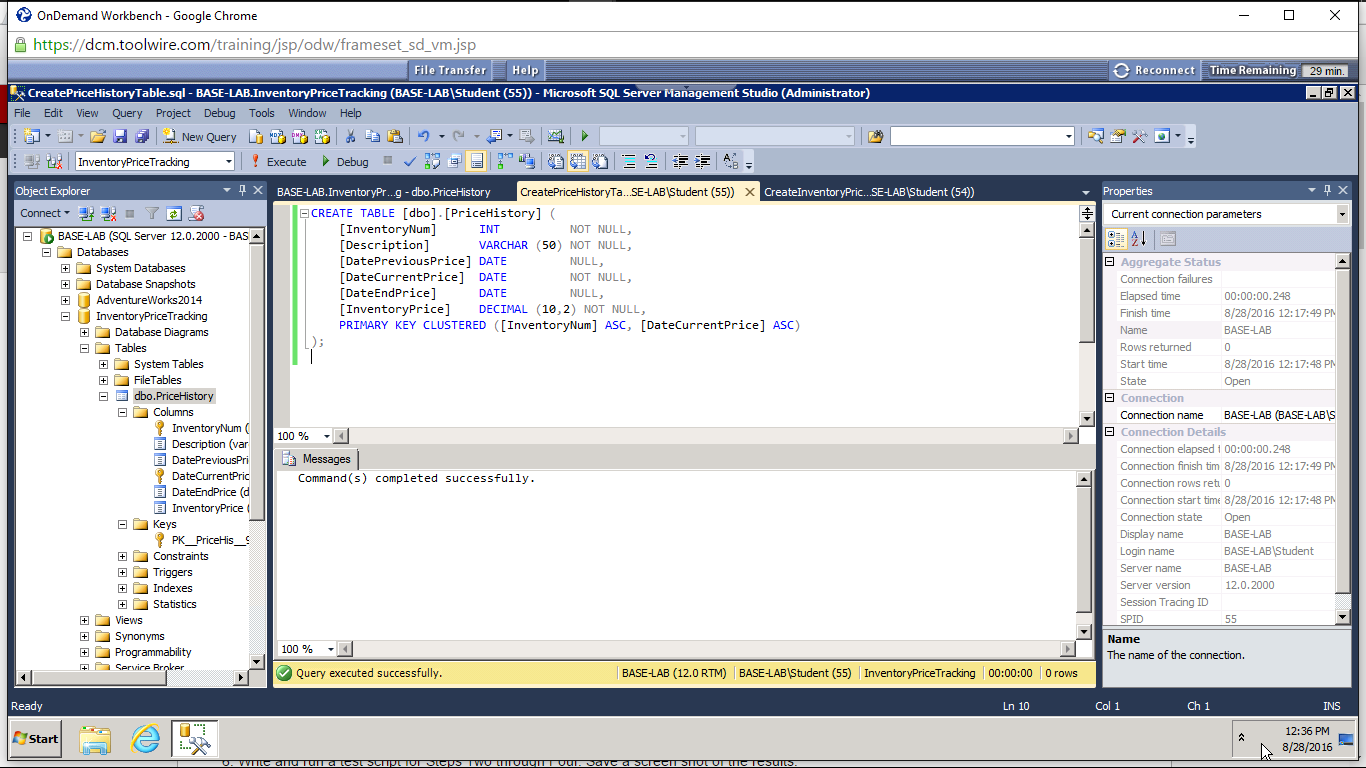 OnDemand Workbench - Google Chrome
https://dcm.toolwire.com/training/jsp/odw/frameset_sd_vm.jsp
File Transfer Help Reconnect Time Remaining 29 min.
CreatePriceHistoryTable.sql - BASE-LAB.InventoryPriceTracking (BASE-LAB\Student (55)) - Microsoft SQL Server Management Studio (Administrator)
File Edit View Query Project Debug Tools Window Help
New Query
InventoryPriceTracking Execute Debug
Object Explorer
Connect
BASE-LAB (SQL Server 12.0.2000 - BAS
Databases
System Databases
Database Snapshots
AdventureWorks2014
InventoryPriceTracking
Database Diagrams
Tables
System Tables
FileTables
dbo.PriceHistory
Columns
InventoryNum (
Description (var
DatePreviousPri
DateCurrentPric
DateEndPrice (d
InventoryPrice (
Keys
PK__PriceHis__9
Constraints
Triggers
Indexes
Statistics
Views
Synonyms
Programmability
Service Broker
BASE-LAB.InventoryPr...g - dbo.PriceHistory CreatePriceHistoryTa...SE-LAB\Student (55)) CreateInventoryPric...SE-LAB\Student (54))
CREATE TABLE [dbo].[PriceHistory] (
[InventoryNum] INT NOT NULL,
[Description] VARCHAR (50) NOT NULL,
[DatePreviousPrice] DATE NULL,
[DateCurrentPrice] DATE NOT NULL,
[DateEndPrice] DATE NULL,
[InventoryPrice] DECIMAL (10,2) NOT NULL,
PRIMARY KEY CLUSTERED ([InventoryNum] ASC, [DateCurrentPrice] ASC)
);
100 %
Messages
Command(s) completed successfully.
100 %
Query executed successfully. BASE-LAB (12.0 RTM) BASE-LAB\Student (55) InventoryPriceTracking 00:00:00 0 rows
Properties
Current connection parameters
Aggregate Status
Connection failures
Elapsed time 00:00:00.248
Finish time 8/28/2016 12:17:49 PM
Name BASE-LAB
Rows returned 0
Start time 8/28/2016 12:17:48 PM
State Open
Connection
Connection name BASE-LAB (BASE-LAB\S
Connection Details
Connection elapsed t 00:00:00.248
Connection finish tim 8/28/2016 12:17:49 PM
Connection rows retu 0
Connection start time 8/28/2016 12:17:48 PM
Connection state Open
Display name BASE-LAB
Login name BASE-LAB\Student
Server name BASE-LAB
Server version 12.0.2000
Session Tracing ID
SPID 55
Name
The name of the connection.
Ready Ln 10 Col 1 Ch 1 INS
Start 12:36 PM
8/28/2016
6. Write and run a test script for Steps Two through Four. Save a screen shot of the results.